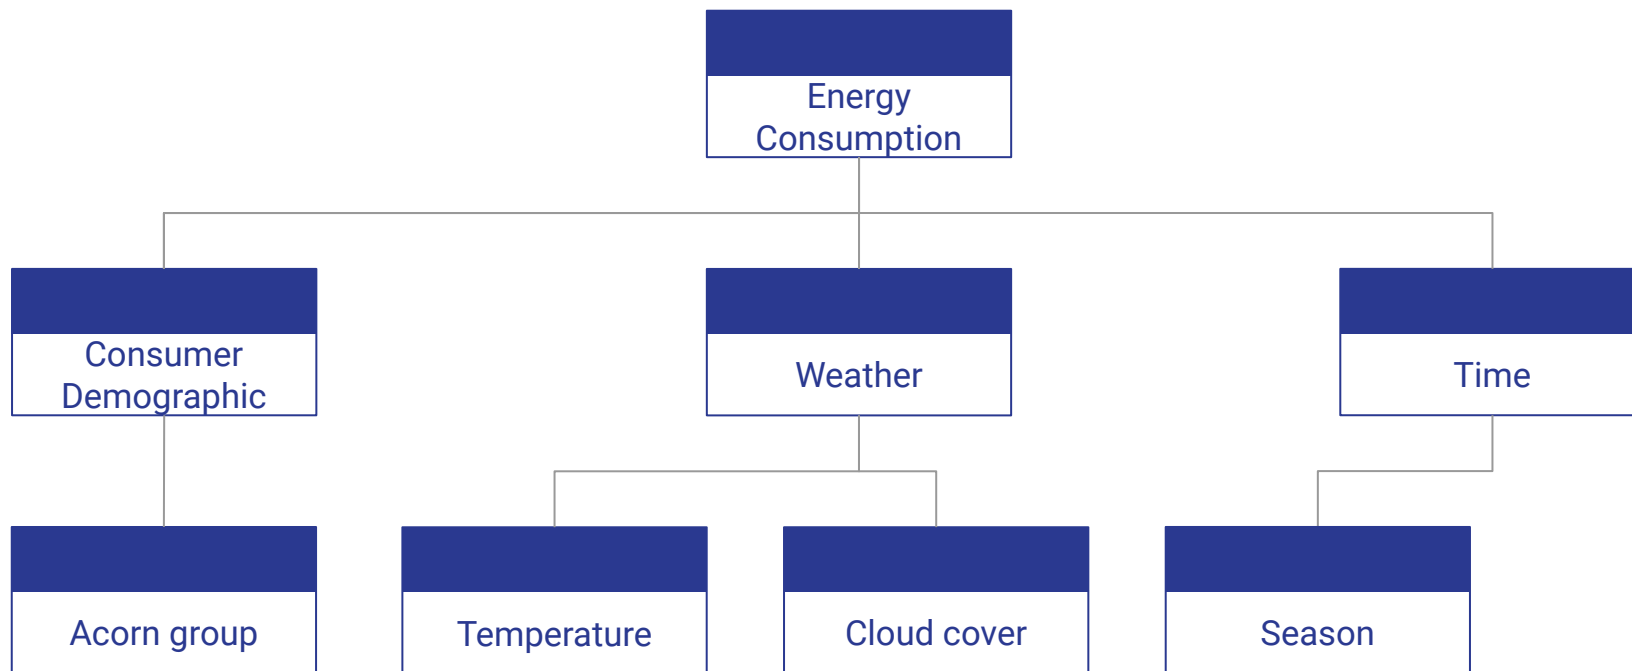 Energy
Consumption
Consumer
Demographic
Weather
Time
Acorn group
Temperature
Cloud cover
Season